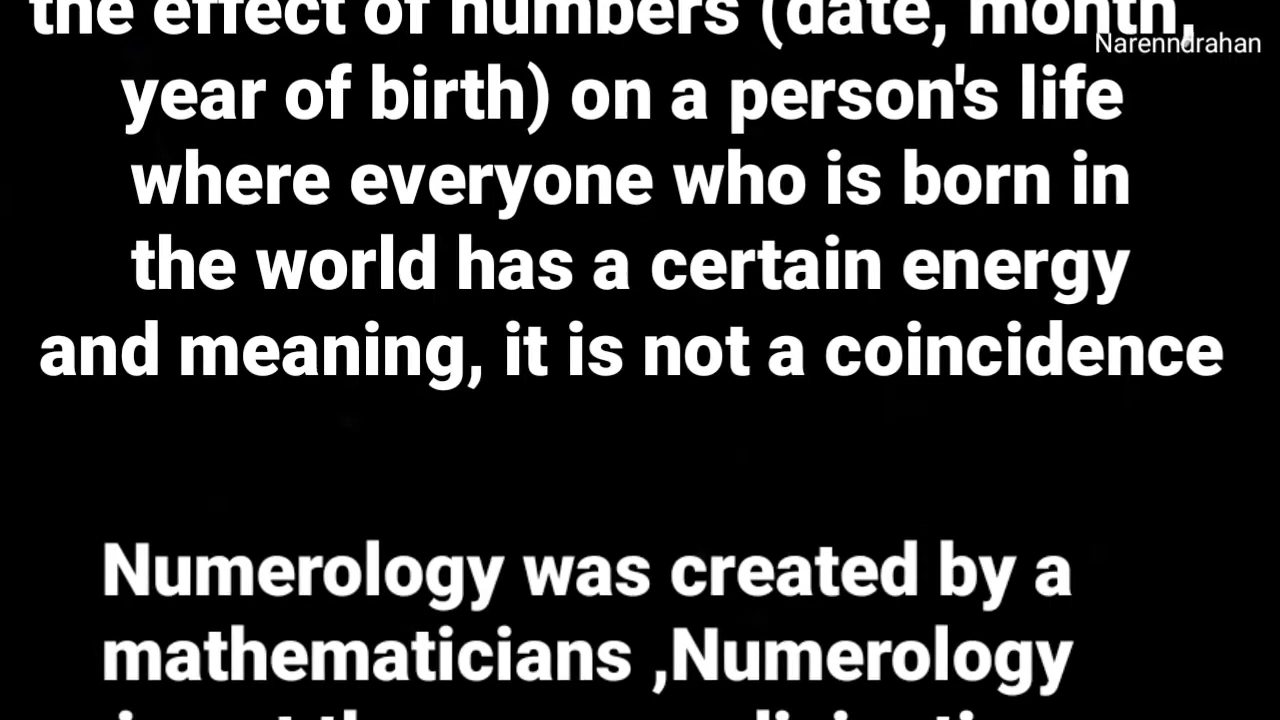 the effect of numbers (date, month,
Narenndrahan
year of birth) on a person's life
where everyone who is born in
the world has a certain energy
and meaning, it is not a coincidence
Numerology was created by a
mathematicians ,Numerology